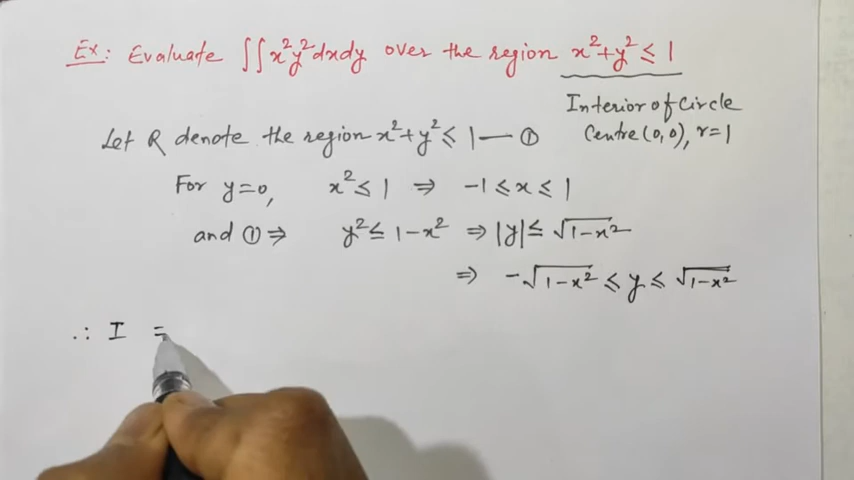 Ex: Evaluate ∫∫x²y²dxdy over the region x²+y² ≤ 1
Interior of Circle
Centre (0,0), r=1
Let R denote the region x²+y² ≤ 1 — ①
For y=0, x² ≤ 1 ⇒ -1 ≤ x ≤ 1
and ① ⇒ y² ≤ 1-x² ⇒ |y| ≤ √1-x²
⇒ -√1-x² ≤ y ≤ √1-x²
∴ I =